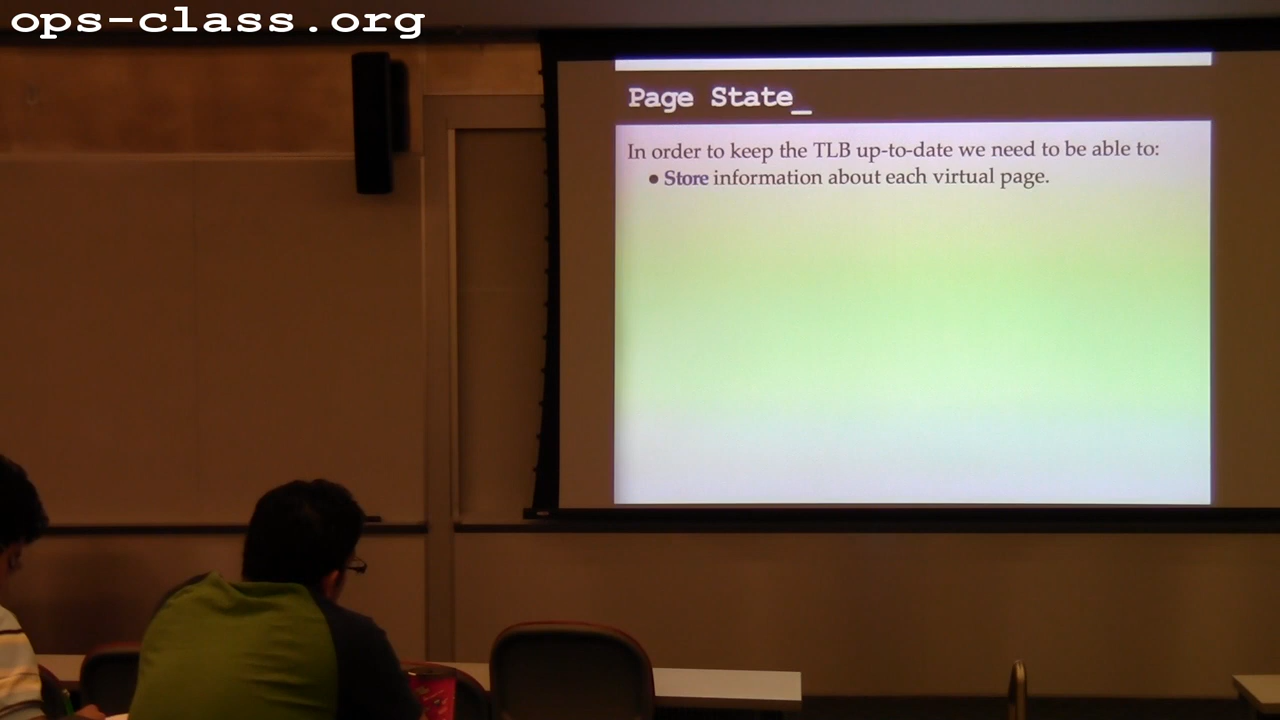 ops-class.org
Page State_
In order to keep the TLB up-to-date we need to be able to:
• Store information about each virtual page.